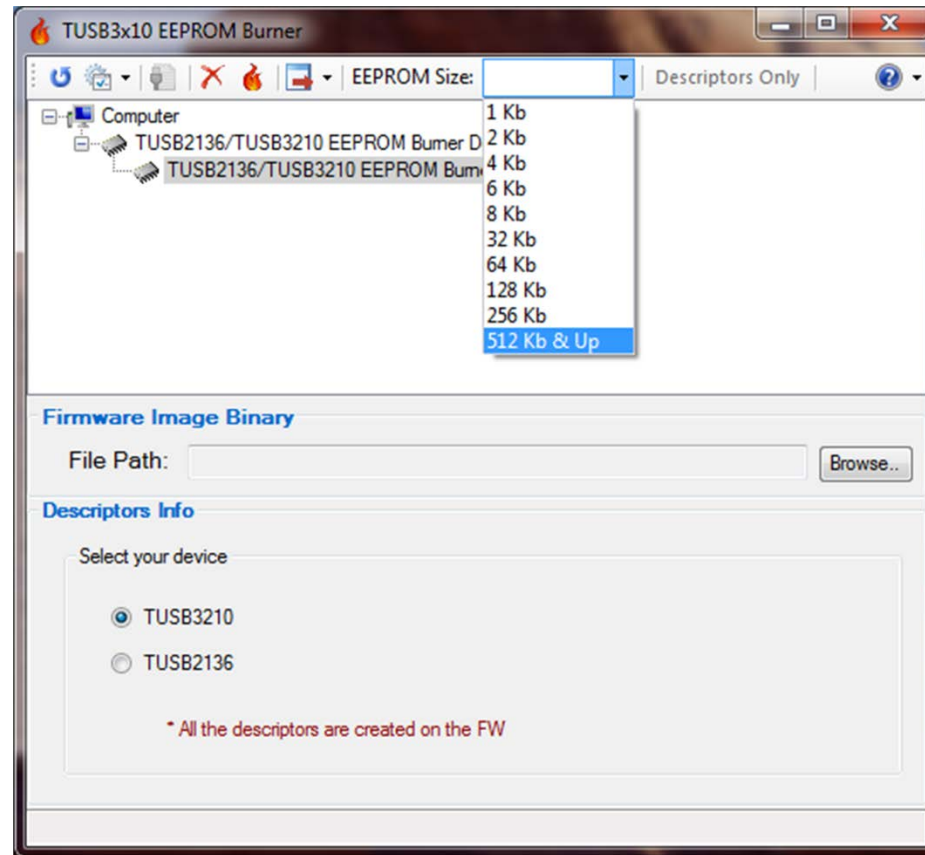 TUSB3x10 EEPROM Burner
EEPROM Size:
Descriptors Only
Computer
TUSB2136/TUSB3210 EEPROM Burner D
TUSB2136/TUSB3210 EEPROM Burn
1 Kb
2 Kb
4 Kb
6 Kb
8 Kb
32 Kb
64 Kb
128 Kb
256 Kb
512 Kb & Up
Firmware Image Binary
File Path:
Browse..
Descriptors Info
Select your device
TUSB3210
TUSB2136
* All the descriptors are created on the FW